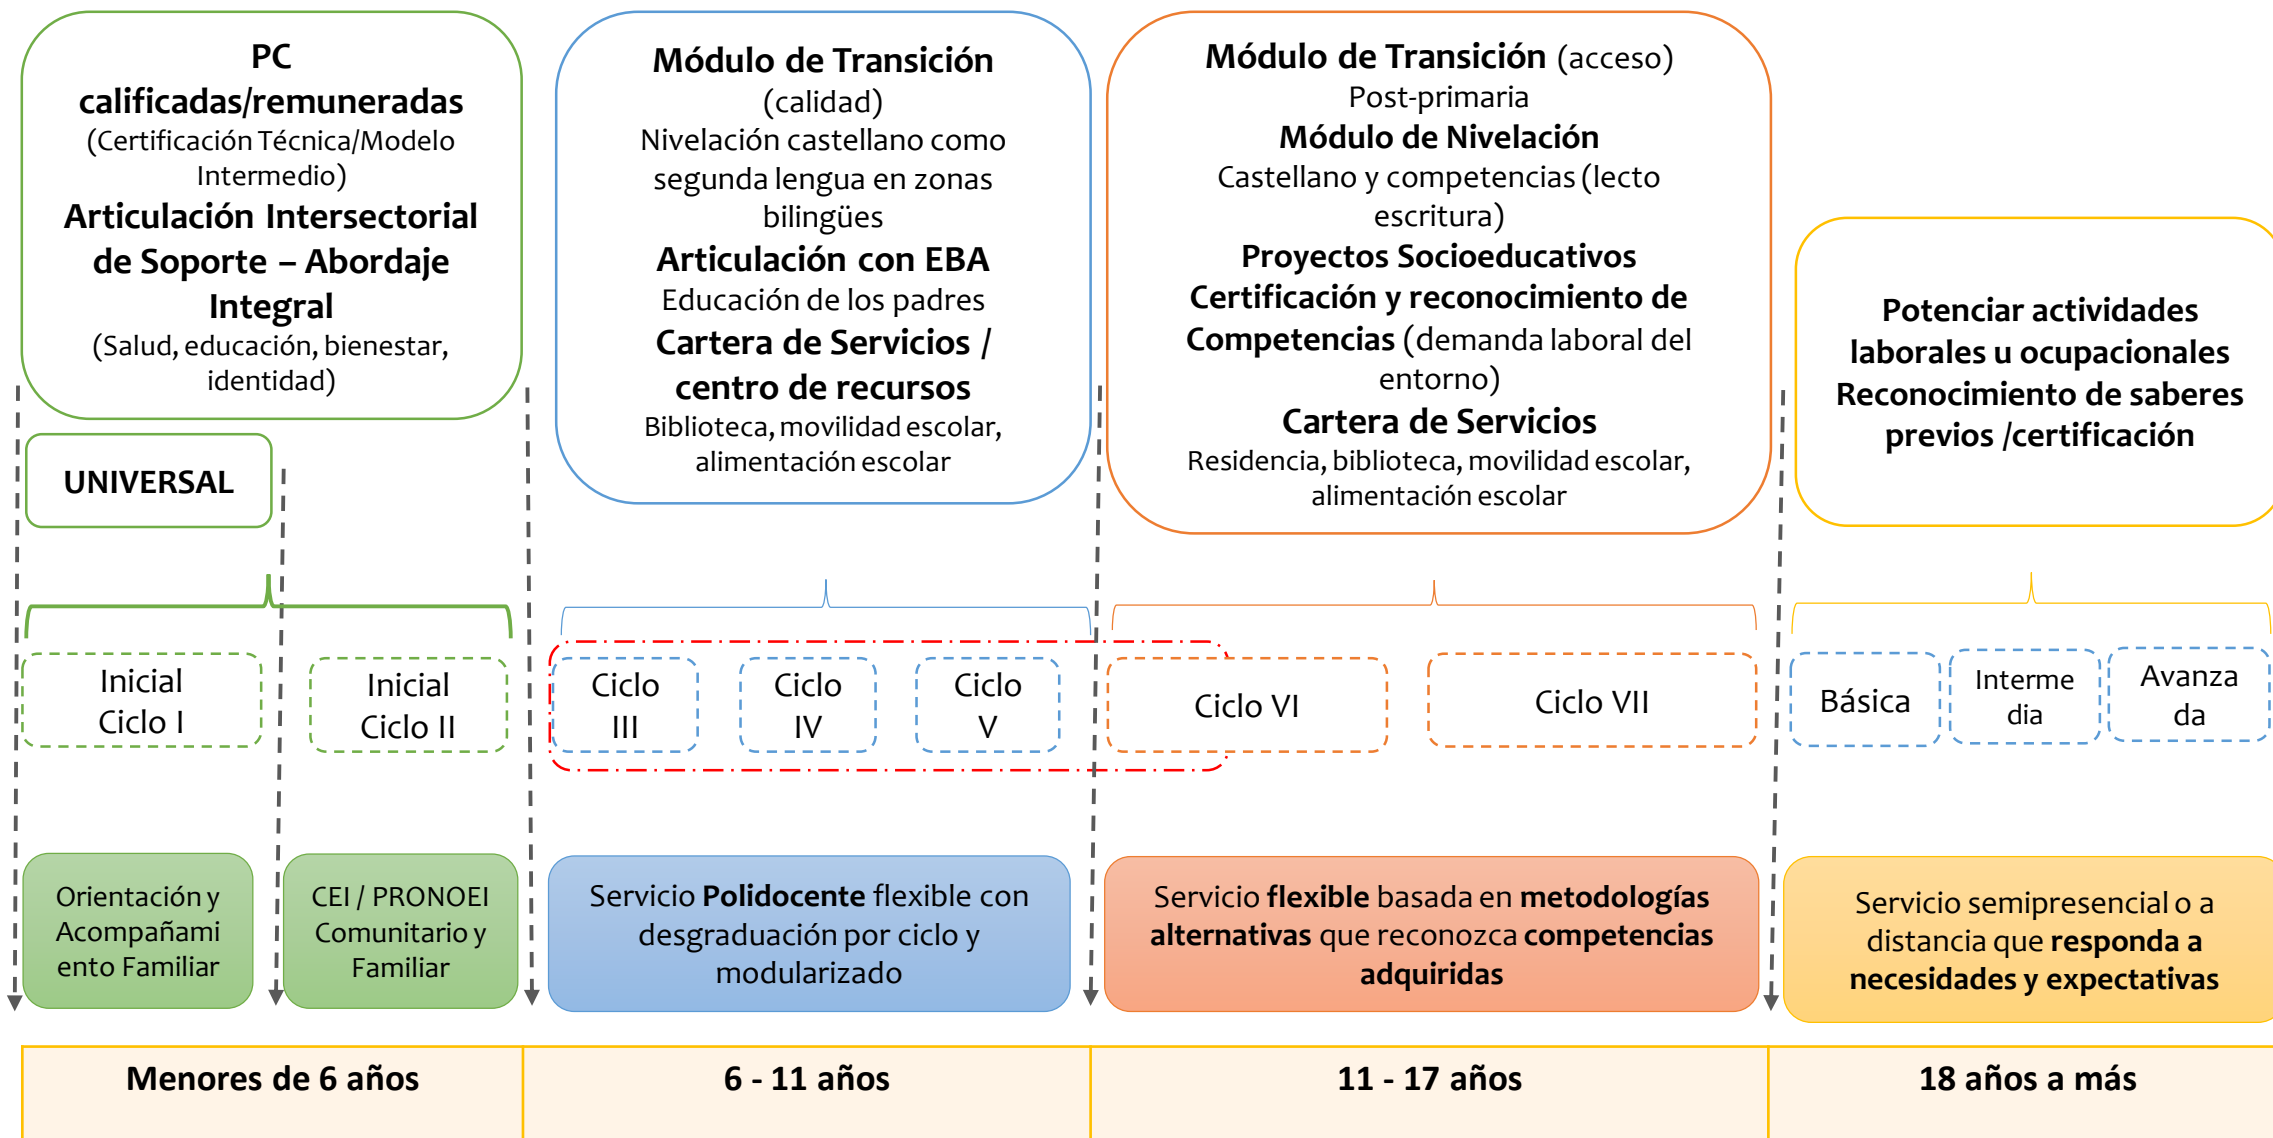 PC
calificadas/remuneradas
(Certificación Técnica/Modelo
Intermedio)
Articulación Intersectorial
de Soporte – Abordaje
Integral
(Salud, educación, bienestar,
identidad)
UNIVERSAL
Módulo de Transición
(calidad)
Nivelación castellano como
segunda lengua en zonas
bilingües
Articulación con EBA
Educación de los padres
Cartera de Servicios /
centro de recursos
Biblioteca, movilidad escolar,
alimentación escolar
Módulo de Transición (acceso)
Post-primaria
Módulo de Nivelación
Castellano y competencias (lecto
escritura)
Proyectos Socioeducativos
Certificación y reconocimiento de
Competencias (demanda laboral del
entorno)
Cartera de Servicios
Residencia, biblioteca, movilidad escolar,
alimentación escolar
Potenciar actividades
laborales u ocupacionales
Reconocimiento de saberes
previos /certificación
Inicial
Ciclo I
Inicial
Ciclo II
Ciclo
III
Ciclo
IV
Ciclo
V
Ciclo VI
Ciclo VII
Básica
Interme
dia
Avanza
da
Orientación y
Acompañami
ento Familiar
CEI / PRONOEI
Comunitario y
Familiar
Servicio Polidocente flexible con
desgraduación por ciclo y
modularizado
Servicio flexible basada en metodologías
alternativas que reconozca competencias
adquiridas
Servicio semipresencial o a
distancia que responda a
necesidades y expectativas
Menores de 6 años
6 - 11 años
11 - 17 años
18 años a más